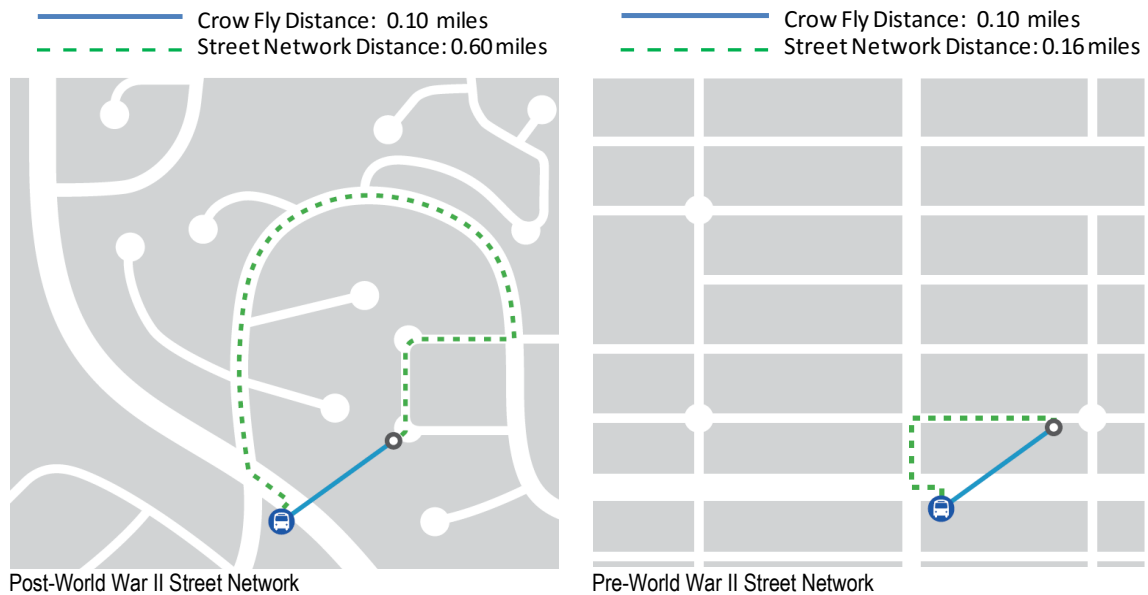 Crow Fly Distance: 0.10 miles
Street Network Distance: 0.60 miles
Post-World War II Street Network
Crow Fly Distance: 0.10 miles
Street Network Distance: 0.16 miles
Pre-World War II Street Network